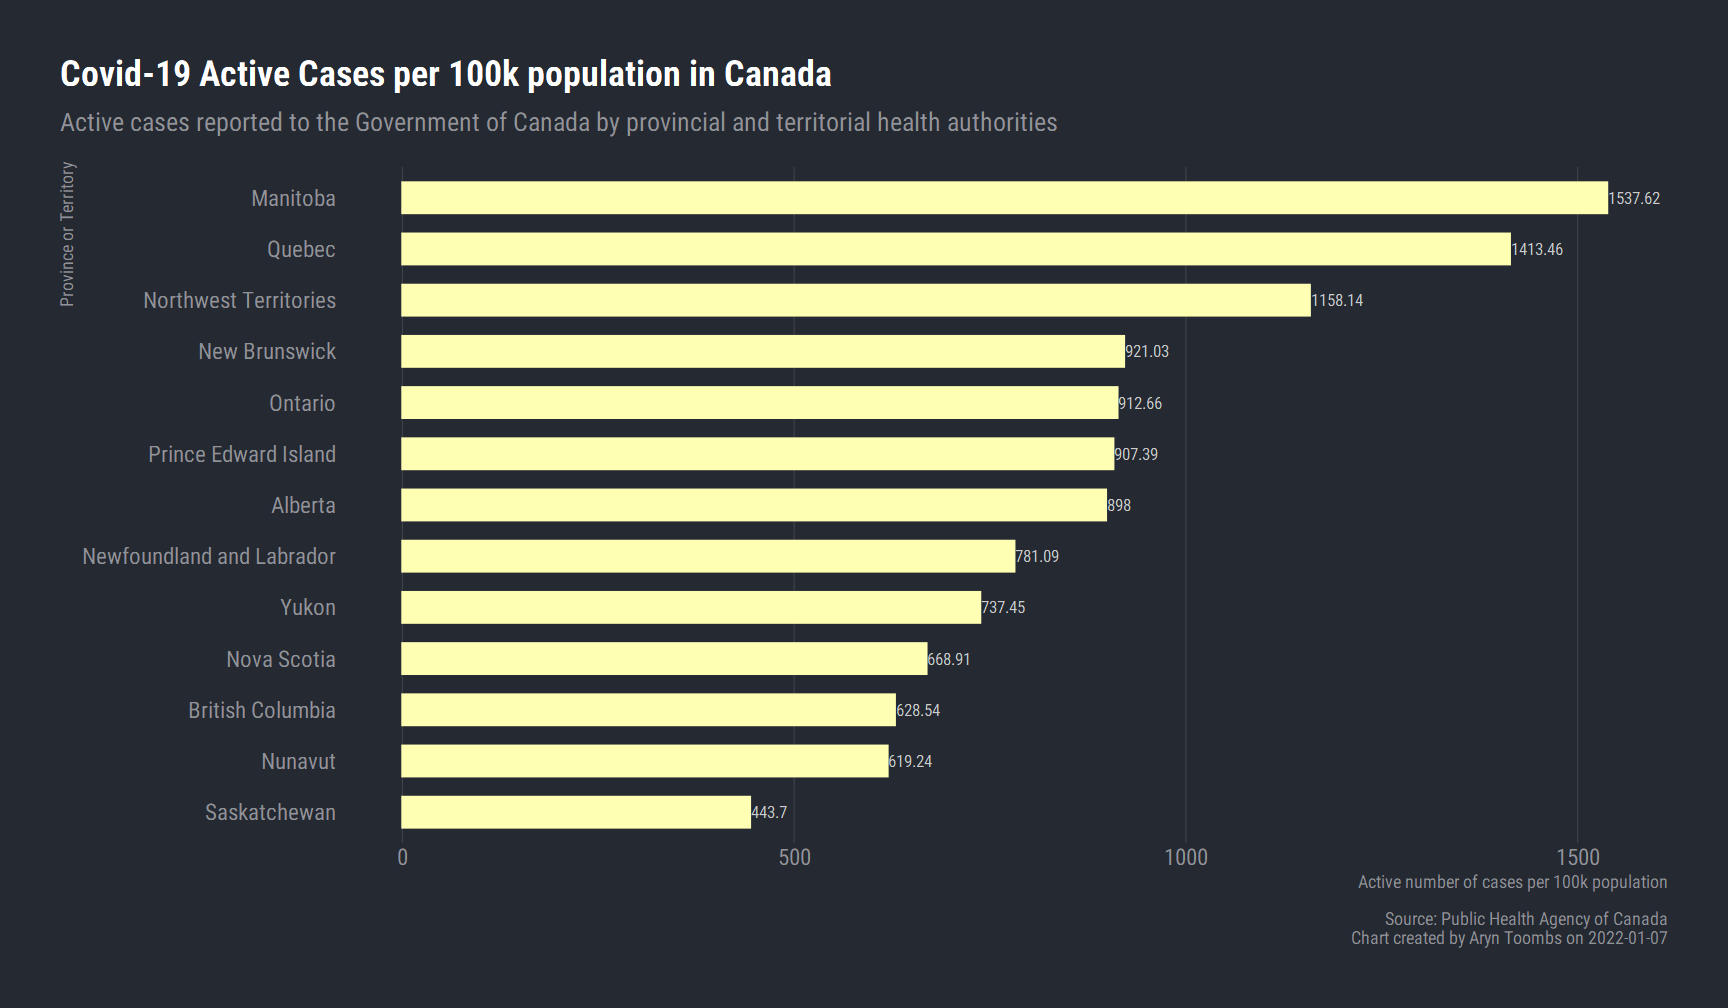 Covid-19 Active Cases per 100k population in Canada
Active cases reported to the Government of Canada by provincial and territorial health authorities
Province or Territory
Manitoba 1537.62
Quebec 1413.46
Northwest Territories 1158.14
New Brunswick 921.03
Ontario 912.66
Prince Edward Island 907.39
Alberta 898
Newfoundland and Labrador 781.09
Yukon 737.45
Nova Scotia 668.91
British Columbia 628.54
Nunavut 619.24
Saskatchewan 443.7
0 500 1000 1500
Active number of cases per 100k population
Source: Public Health Agency of Canada
Chart created by Aryn Toombs on 2022-01-07